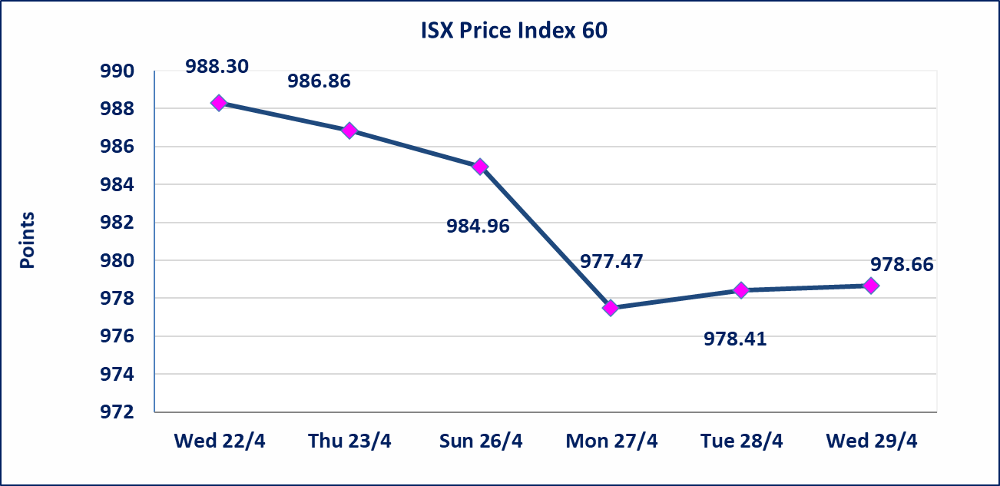 ISX Price Index 60
Points
990
988
986
984
982
980
978
976
974
972
988.30
986.86
984.96
977.47
978.41
978.66
Wed 22/4
Thu 23/4
Sun 26/4
Mon 27/4
Tue 28/4
Wed 29/4